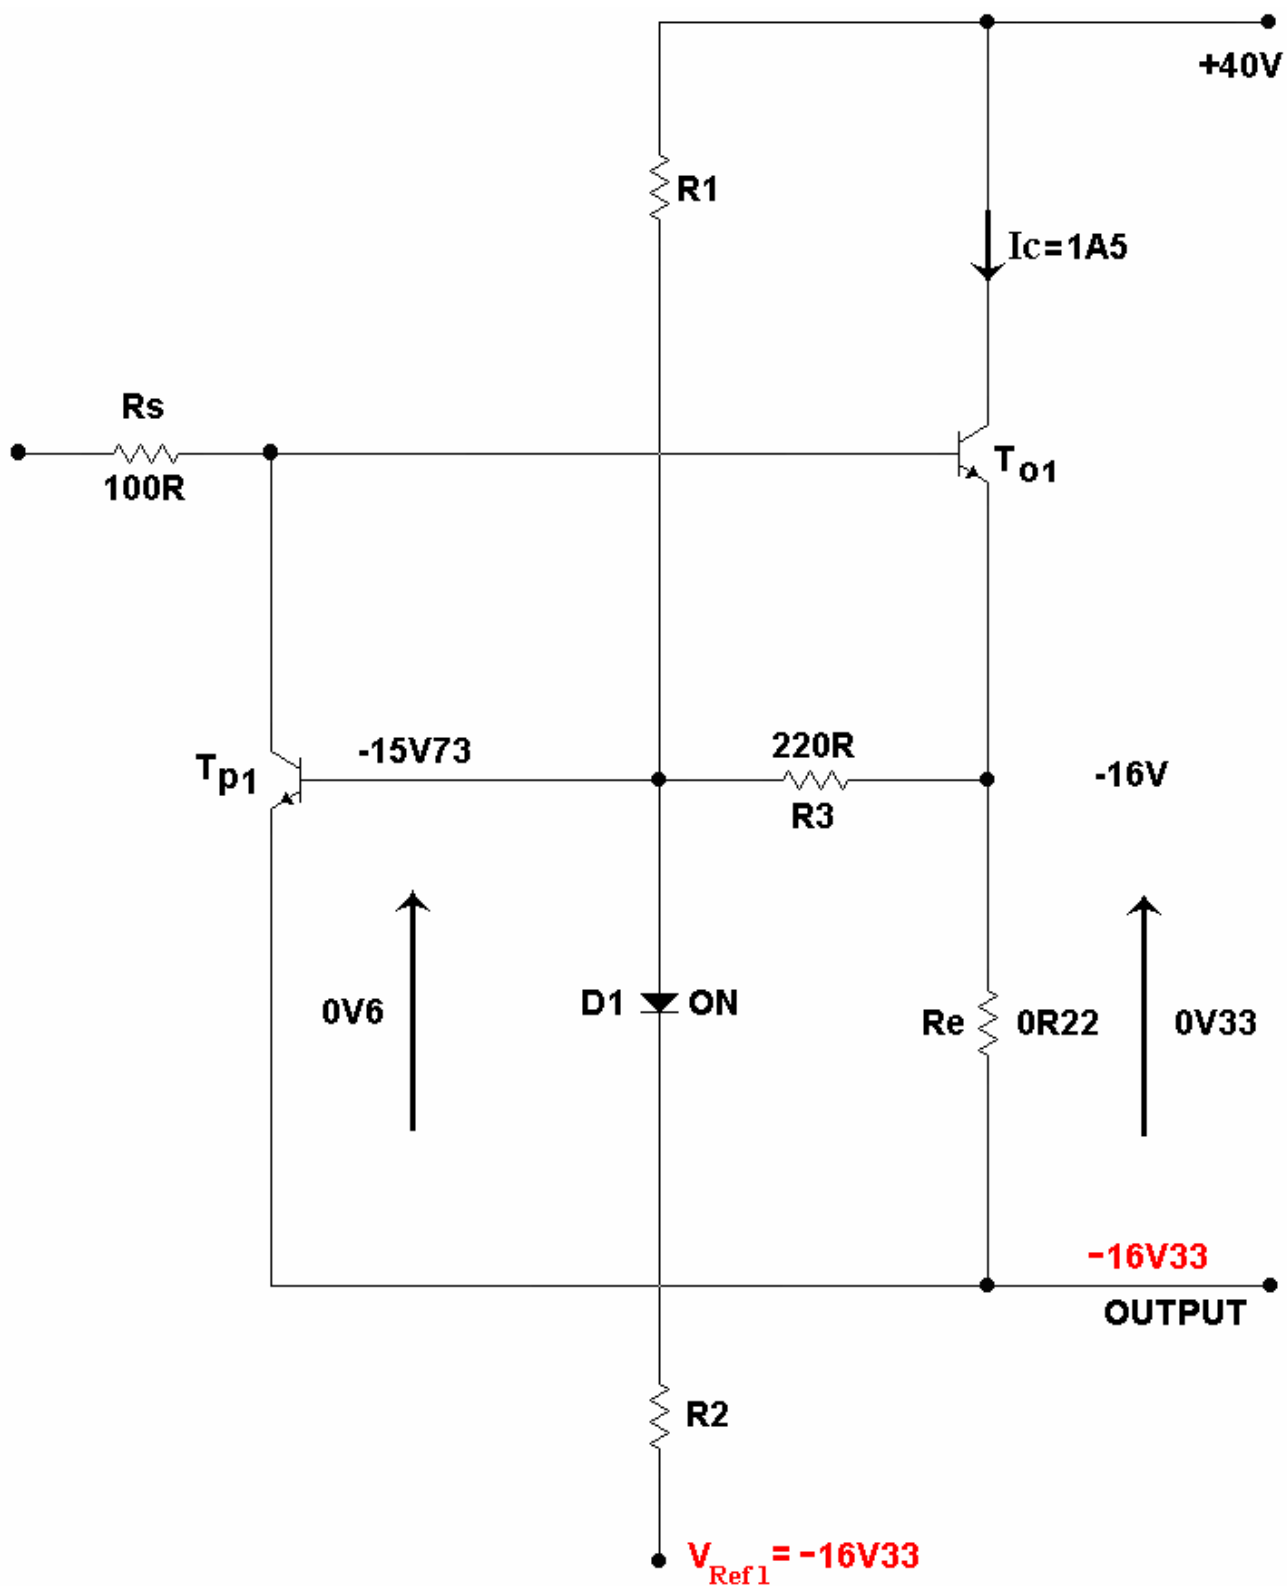 +40V
R1
Ic=1A5
Rs
100R
To1
Tp1
-15V73
220R
R3
-16V
0V6
D1
ON
Re
0R22
0V33
-16V33
OUTPUT
R2
VRef1 = -16V33